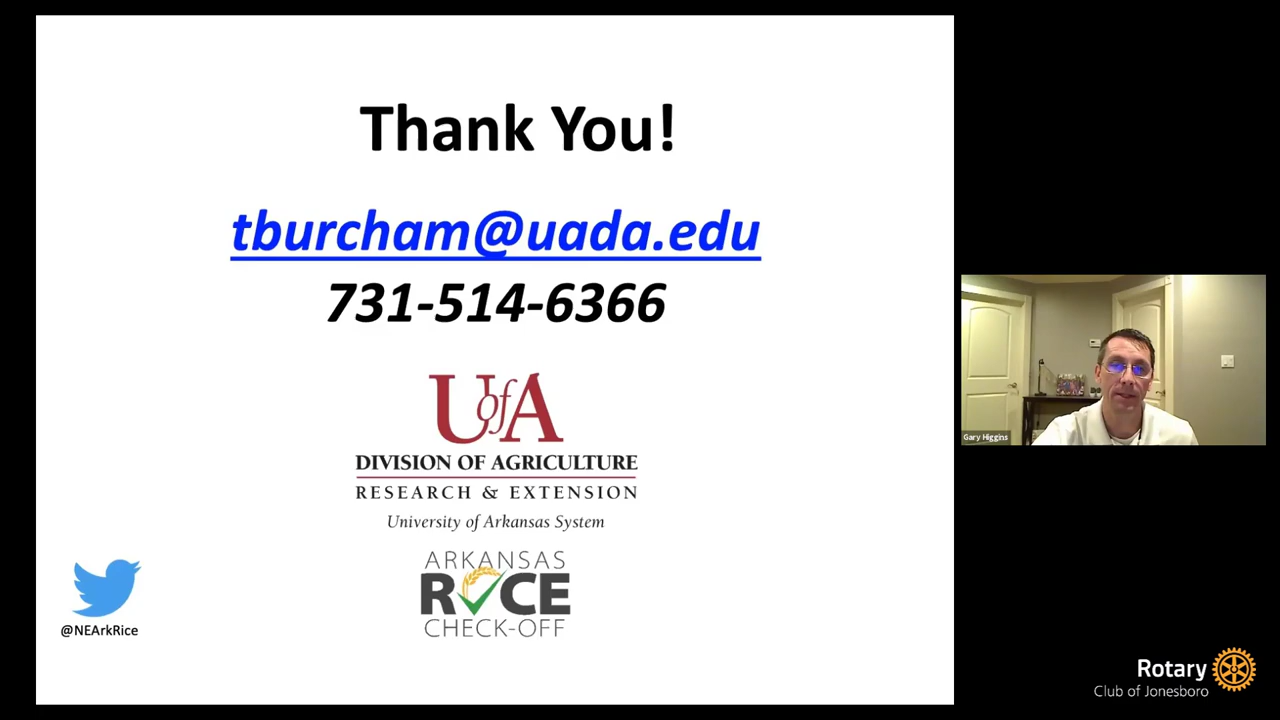 Thank You!
tburcham@uada.edu
731-514-6366
UofA
DIVISION OF AGRICULTURE
RESEARCH & EXTENSION
University of Arkansas System
ARKANSAS
RICE
CHECK-OFF
@NEArkRice
Gary Higgins
Rotary
Club of Jonesboro